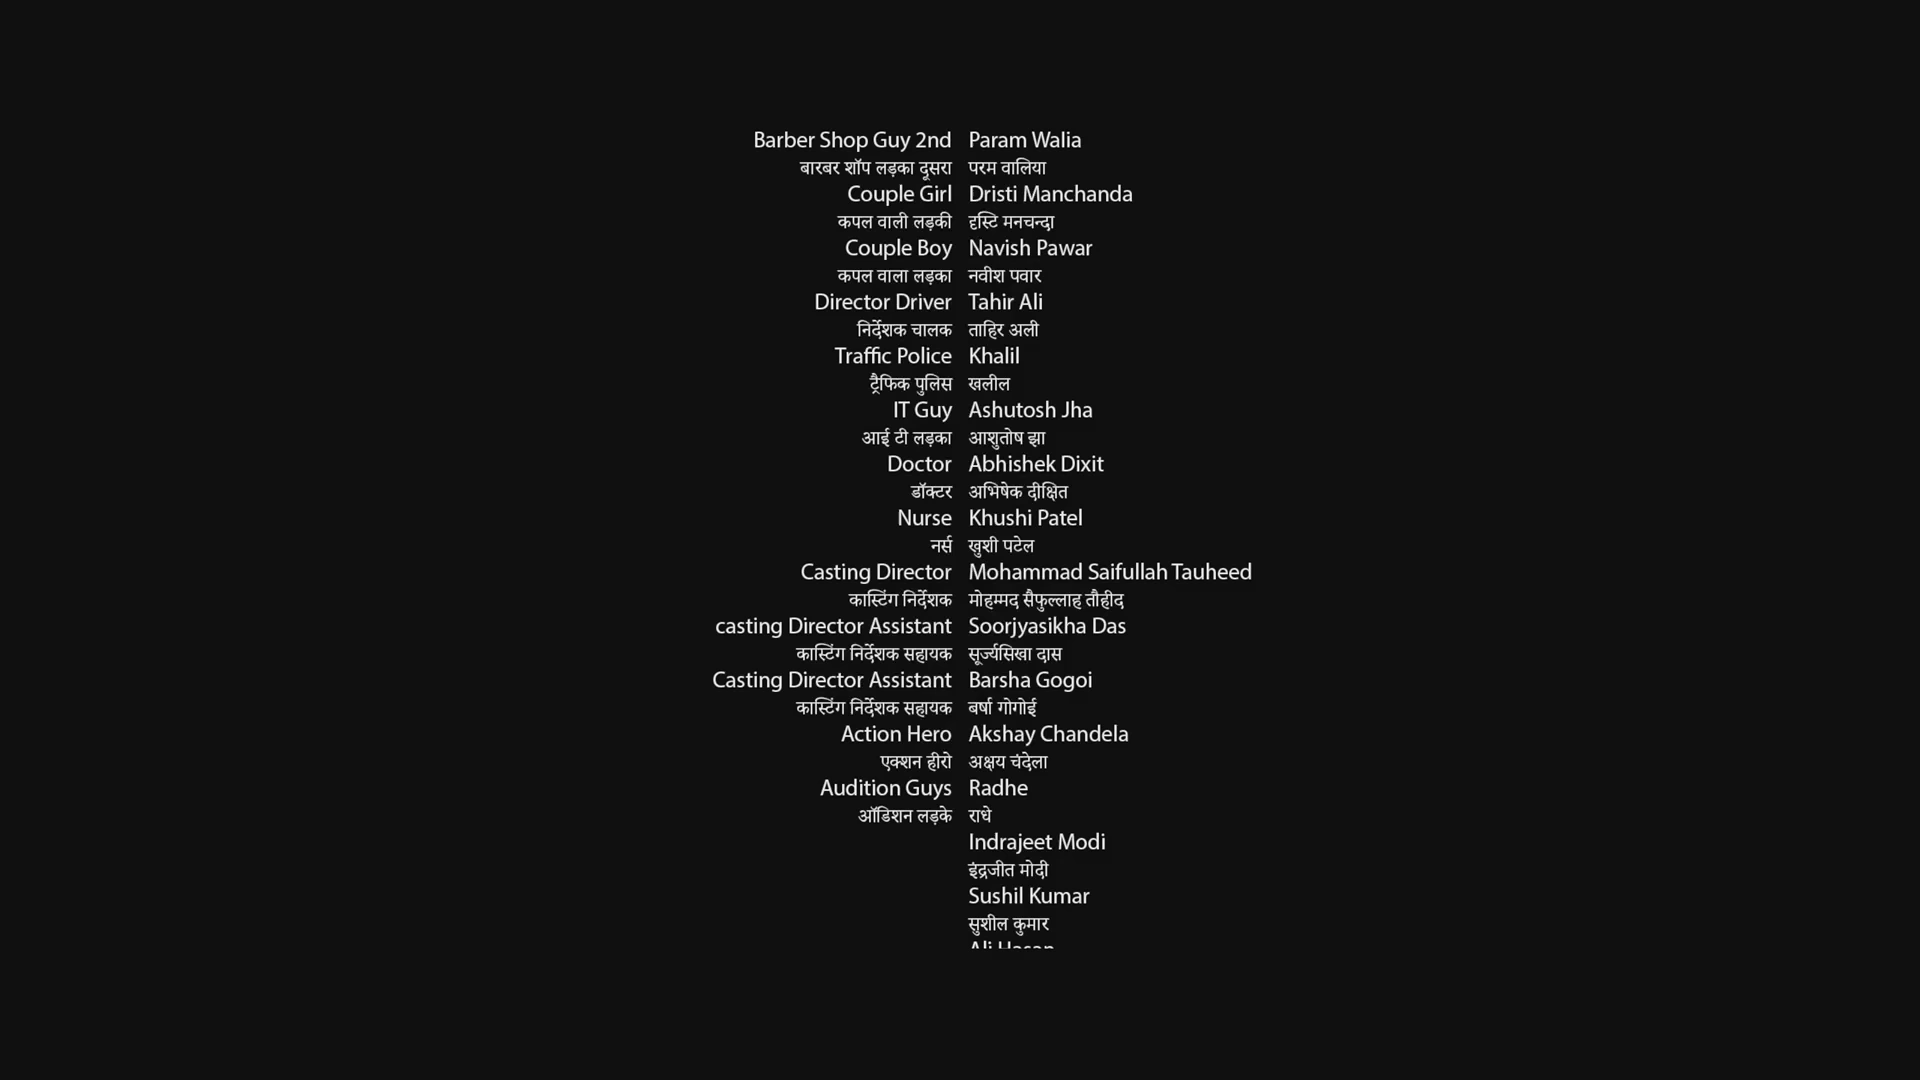 Barber Shop Guy 2nd Param Walia
बारबर शॉप लड़का दूसरा परम वालिया
Couple Girl Dristi Manchanda
कपल वाली लड़की दृस्टि मनचन्दा
Couple Boy Navish Pawar
कपल वाला लड़का नवीश पवार
Director Driver Tahir Ali
निर्देशक चालक ताहिर अली
Traffic Police Khalil
ट्रैफिक पुलिस खलील
IT Guy Ashutosh Jha
आई टी लड़का आशुतोष झा
Doctor Abhishek Dixit
डॉक्टर अभिषेक दीक्षित
Nurse Khushi Patel
नर्स खुशी पटेल
Casting Director Mohammad Saifullah Tauheed
कास्टिंग निर्देशक मोहम्मद सैफुल्लाह तौहीद
casting Director Assistant Soorjyasikha Das
कास्टिंग निर्देशक सहायक सूर्ज्यसिखा दास
Casting Director Assistant Barsha Gogoi
कास्टिंग निर्देशक सहायक बर्षा गोगोई
Action Hero Akshay Chandela
एक्शन हीरो अक्षय चंदेला
Audition Guys Radhe
ऑडिशन लड़के राधे
Indrajeet Modi
इंद्रजीत मोदी
Sushil Kumar
सुशील कुमार
Ali Hasan